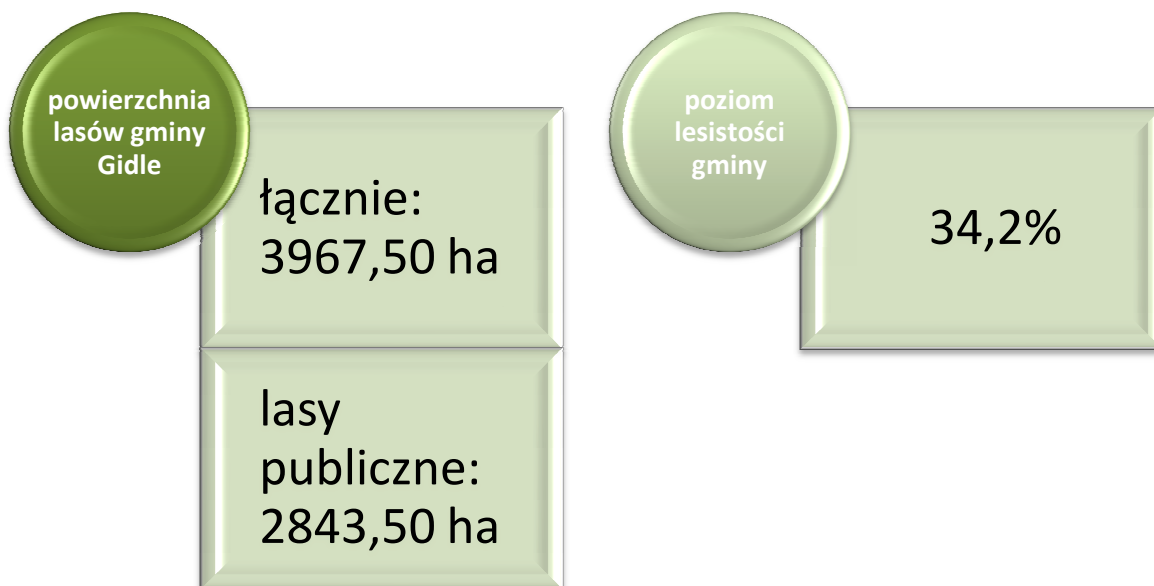 powierzchnia
lasów gminy
Gidle
łącznie:
3967,50 ha
lasy
publiczne:
2843,50 ha
poziom
lesistości
gminy
34,2%